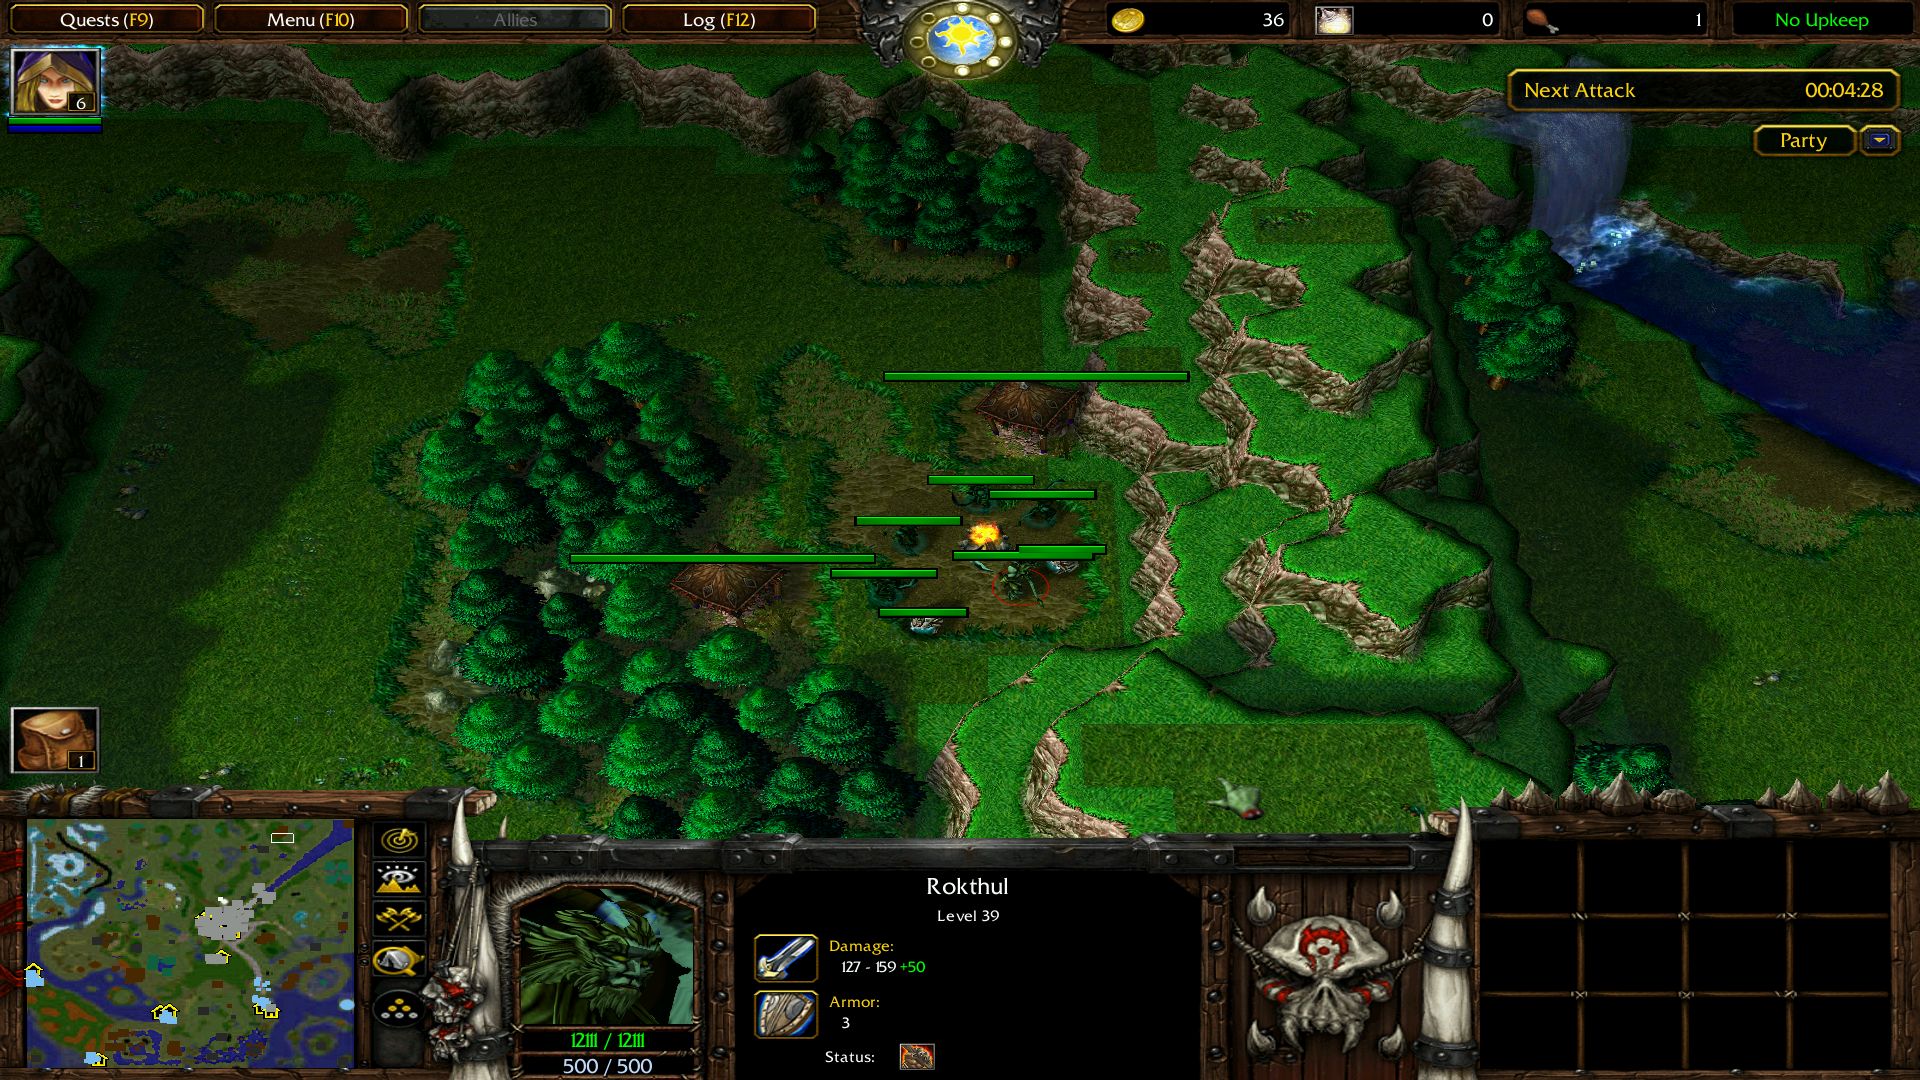 Quests (F9)
Menu (F10)
Allies
Log (F12)
36
0
1
No Upkeep
6
Next Attack 00:04:28
Party
1
Rokthul
Level 39
Damage:
127 - 159 +50
Armor:
3
Status:
12111 / 12111
500 / 500